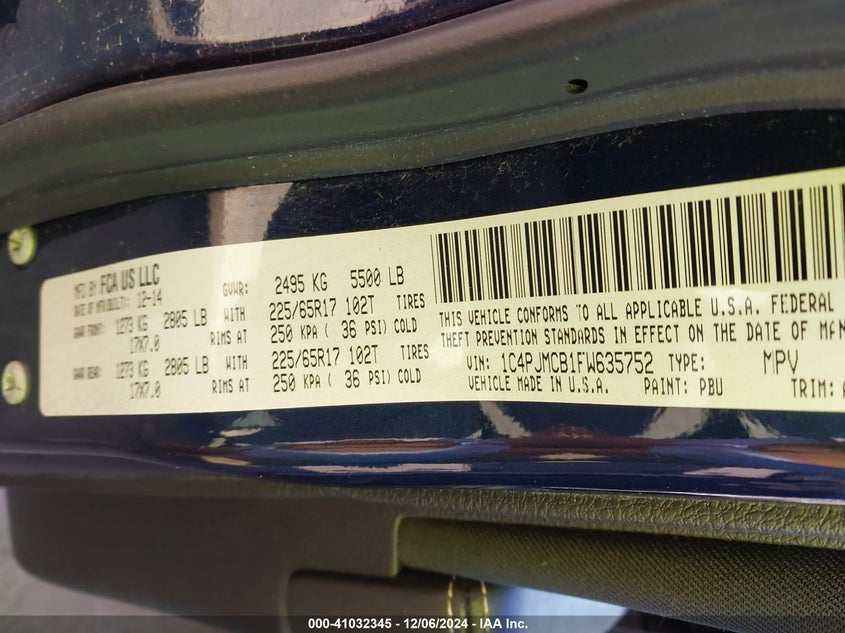 MFD BY FCA US LLC
DATE OF MFR/BUILT: 12-14 GVWR: 2495 KG 5500 LB
GAWR FRONT: 1273 KG 2805 LB WITH 225/65R17 102T TIRES
17X7.0 RIMS AT 250 KPA ( 36 PSI) COLD
GAWR REAR: 1273 KG 2805 LB WITH 225/65R17 102T TIRES
17X7.0 RIMS AT 250 KPA ( 36 PSI) COLD
THIS VEHICLE CONFORMS TO ALL APPLICABLE U.S.A. FEDERAL
THEFT PREVENTION STANDARDS IN EFFECT ON THE DATE OF MAN
VIN: 1C4PJMCB1FW635752 TYPE: MPV
VEHICLE MADE IN U.S.A. PAINT: PBU TRIM: A
000-41032345 - 12/06/2024 - IAA Inc.